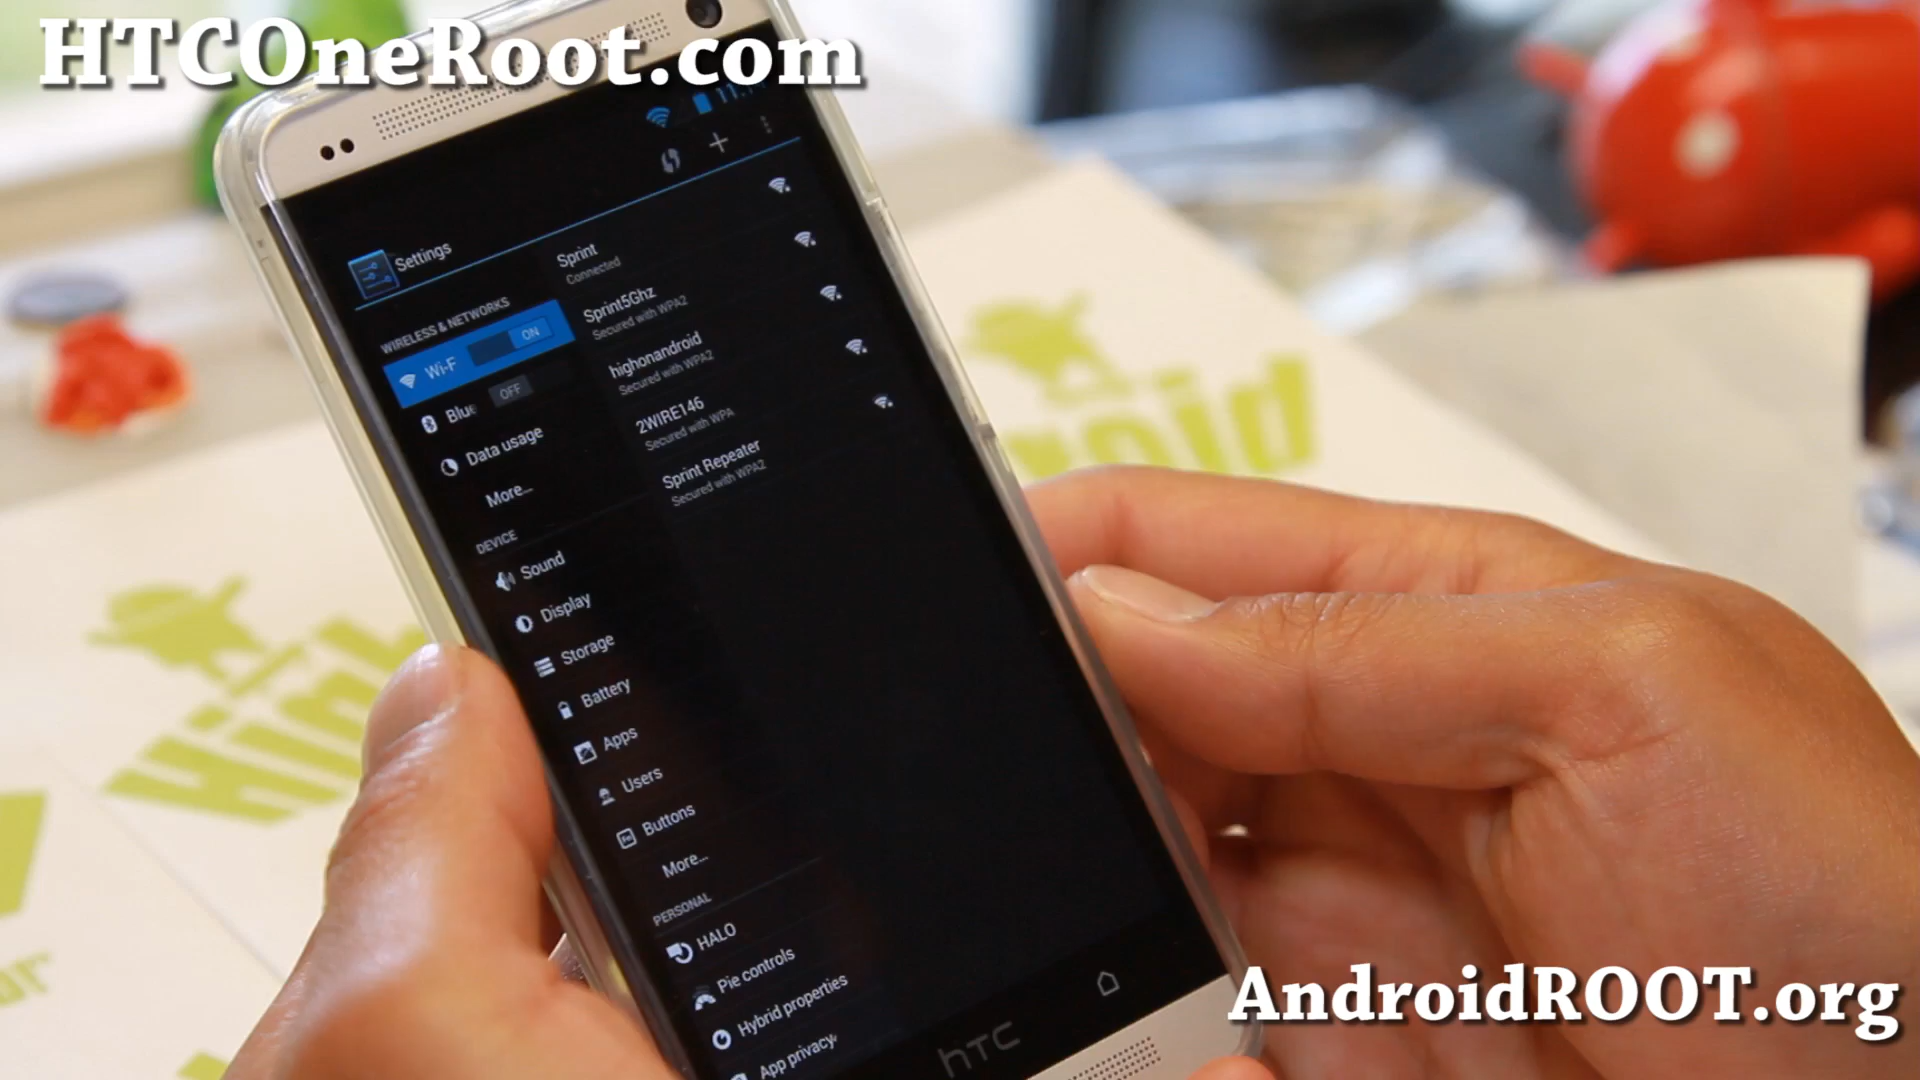 HTCOneRoot.com
Settings
WIRELESS & NETWORKS
Wi-F
ON
Blue
OFF
Data usage
More...
DEVICE
Sound
Display
Storage
Battery
Apps
Users
Buttons
More...
PERSONAL
HALO
Pie controls
Hybrid properties
App privacy
Sprint
Connected
Sprint5Ghz
Secured with WPA2
highonandroid
Secured with WPA2
2WIRE146
Secured with WPA
Sprint Repeater
Secured with WPA2
hTC
AndroidROOT.org